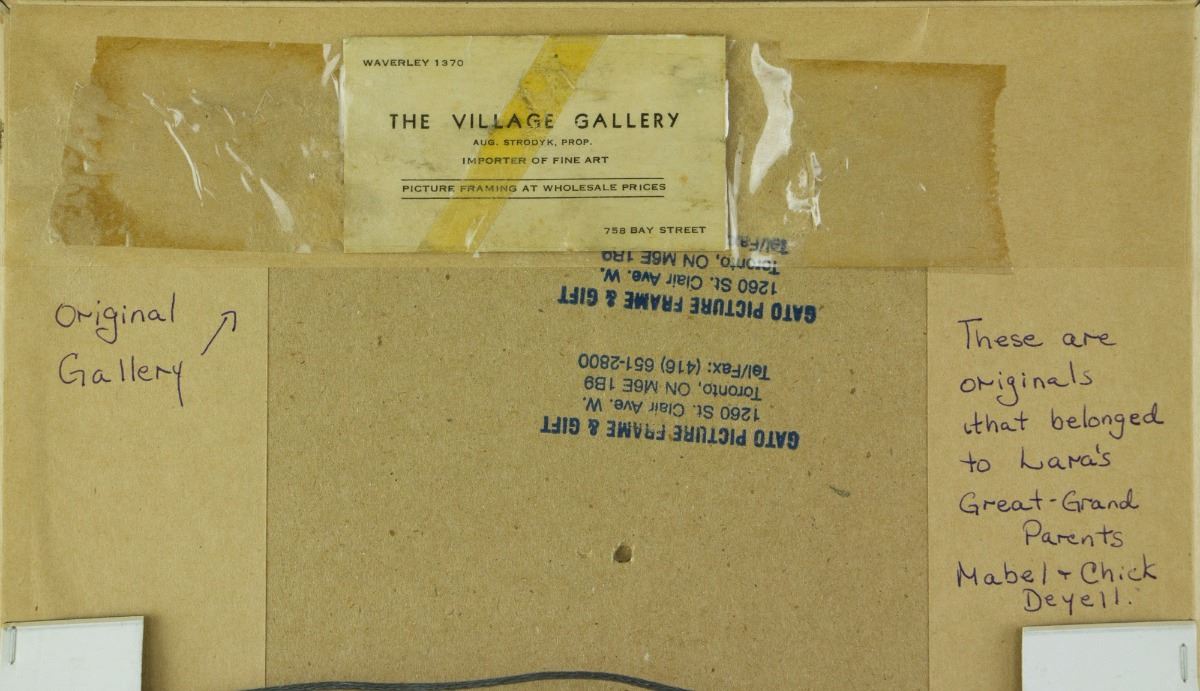 WAVERLEY 1370
THE VILLAGE GALLERY
AUG. STRODYK, PROP.
IMPORTER OF FINE ART
PICTURE FRAMING AT WHOLESALE PRICES
758 BAY STREET
Original
Gallery
GATO PICTURE FRAME & GIFT
1260 St. Clair Ave. W.
Toronto, ON M6E 1B9
Tel/Fax:
GATO PICTURE FRAME & GIFT
1260 St. Clair Ave. W.
Toronto, ON M6E 1B9
Tel/Fax: (416) 651-2800
These are
originals
that belonged
to Lara's
Great-Grand
Parents
Mabel + Chick
Deyell.